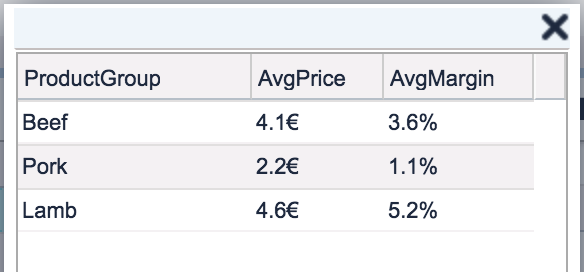 ProductGroup AvgPrice AvgMargin
Beef 4.1€ 3.6%
Pork 2.2€ 1.1%
Lamb 4.6€ 5.2%